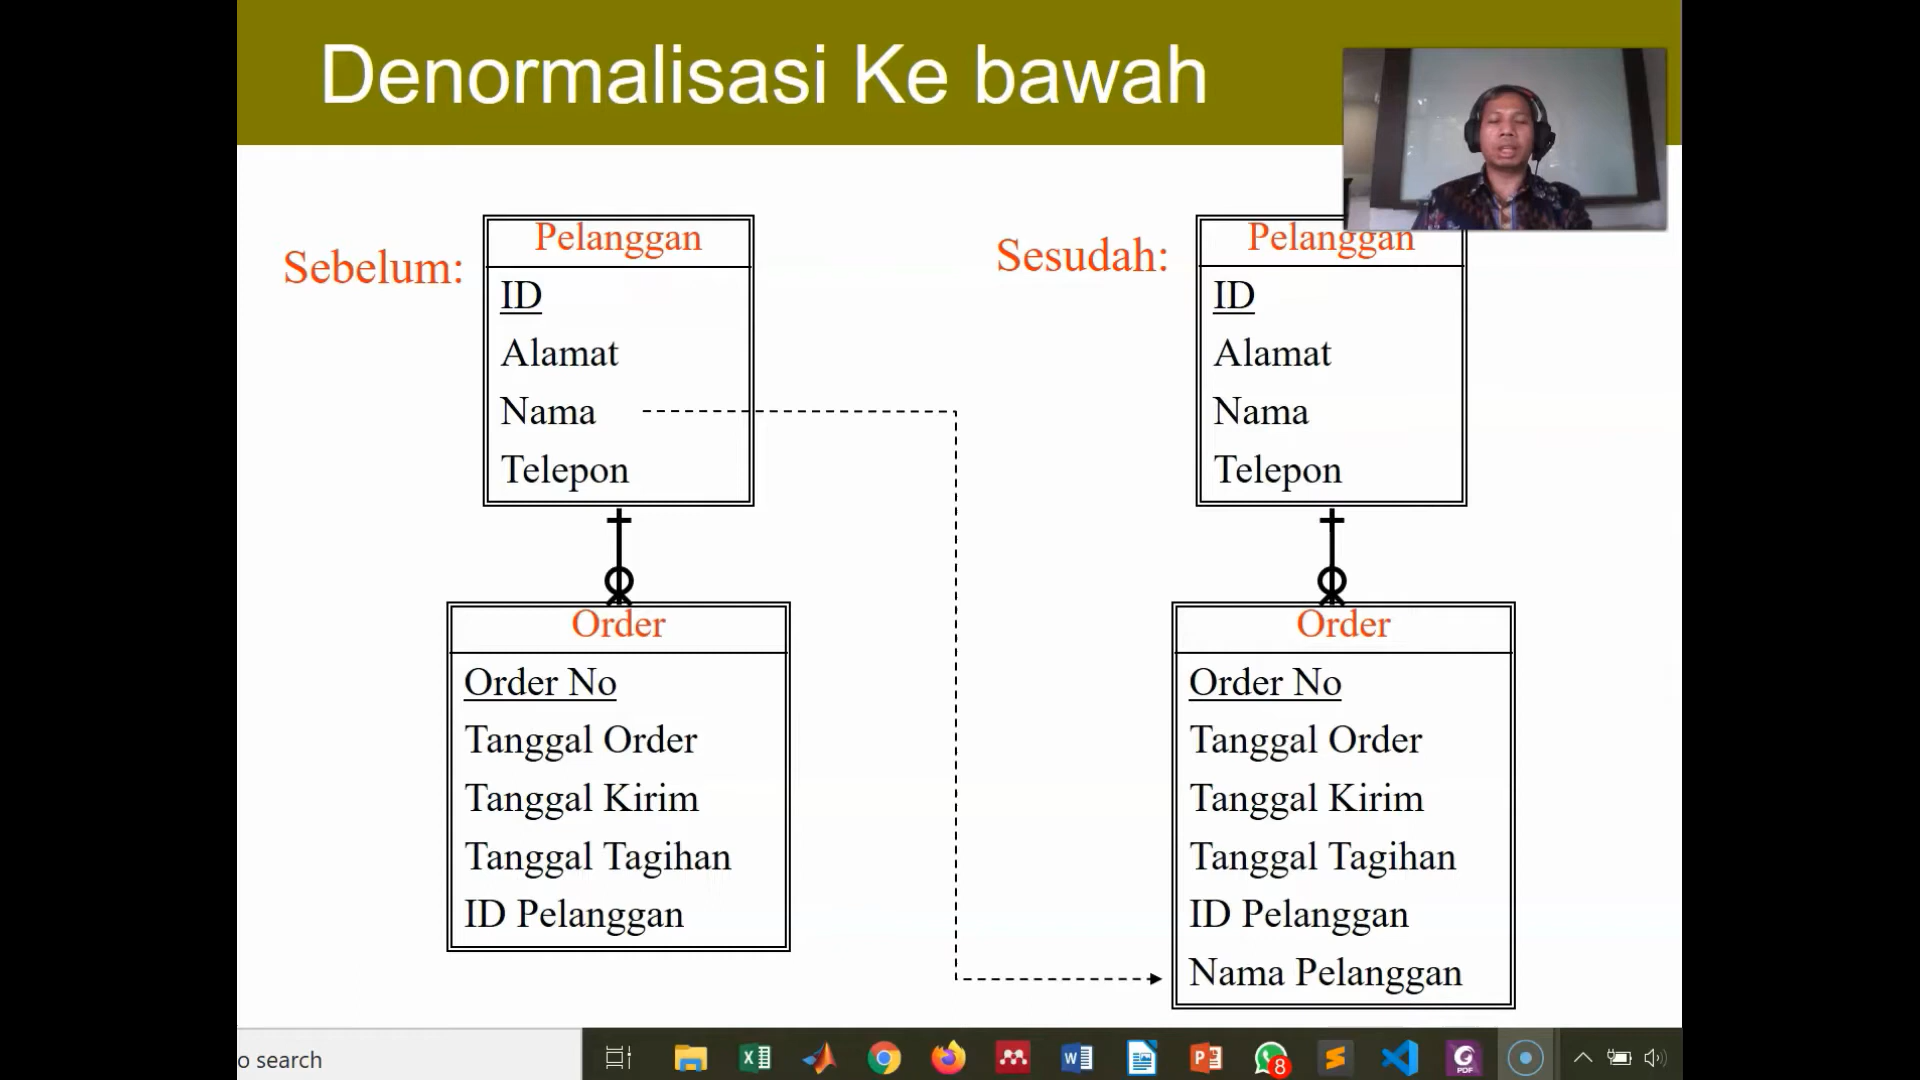 Denormalisasi Ke bawah
Sebelum:
Pelanggan
ID
Alamat
Nama
Telepon
Order
Order No
Tanggal Order
Tanggal Kirim
Tanggal Tagihan
ID Pelanggan
Sesudah:
Pelanggan
ID
Alamat
Nama
Telepon
Order
Order No
Tanggal Order
Tanggal Kirim
Tanggal Tagihan
ID Pelanggan
Nama Pelanggan
o search
8
PDF